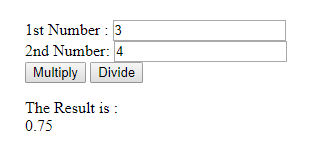 1st Number : 3
2nd Number: 4
Multiply Divide
The Result is :
0.75